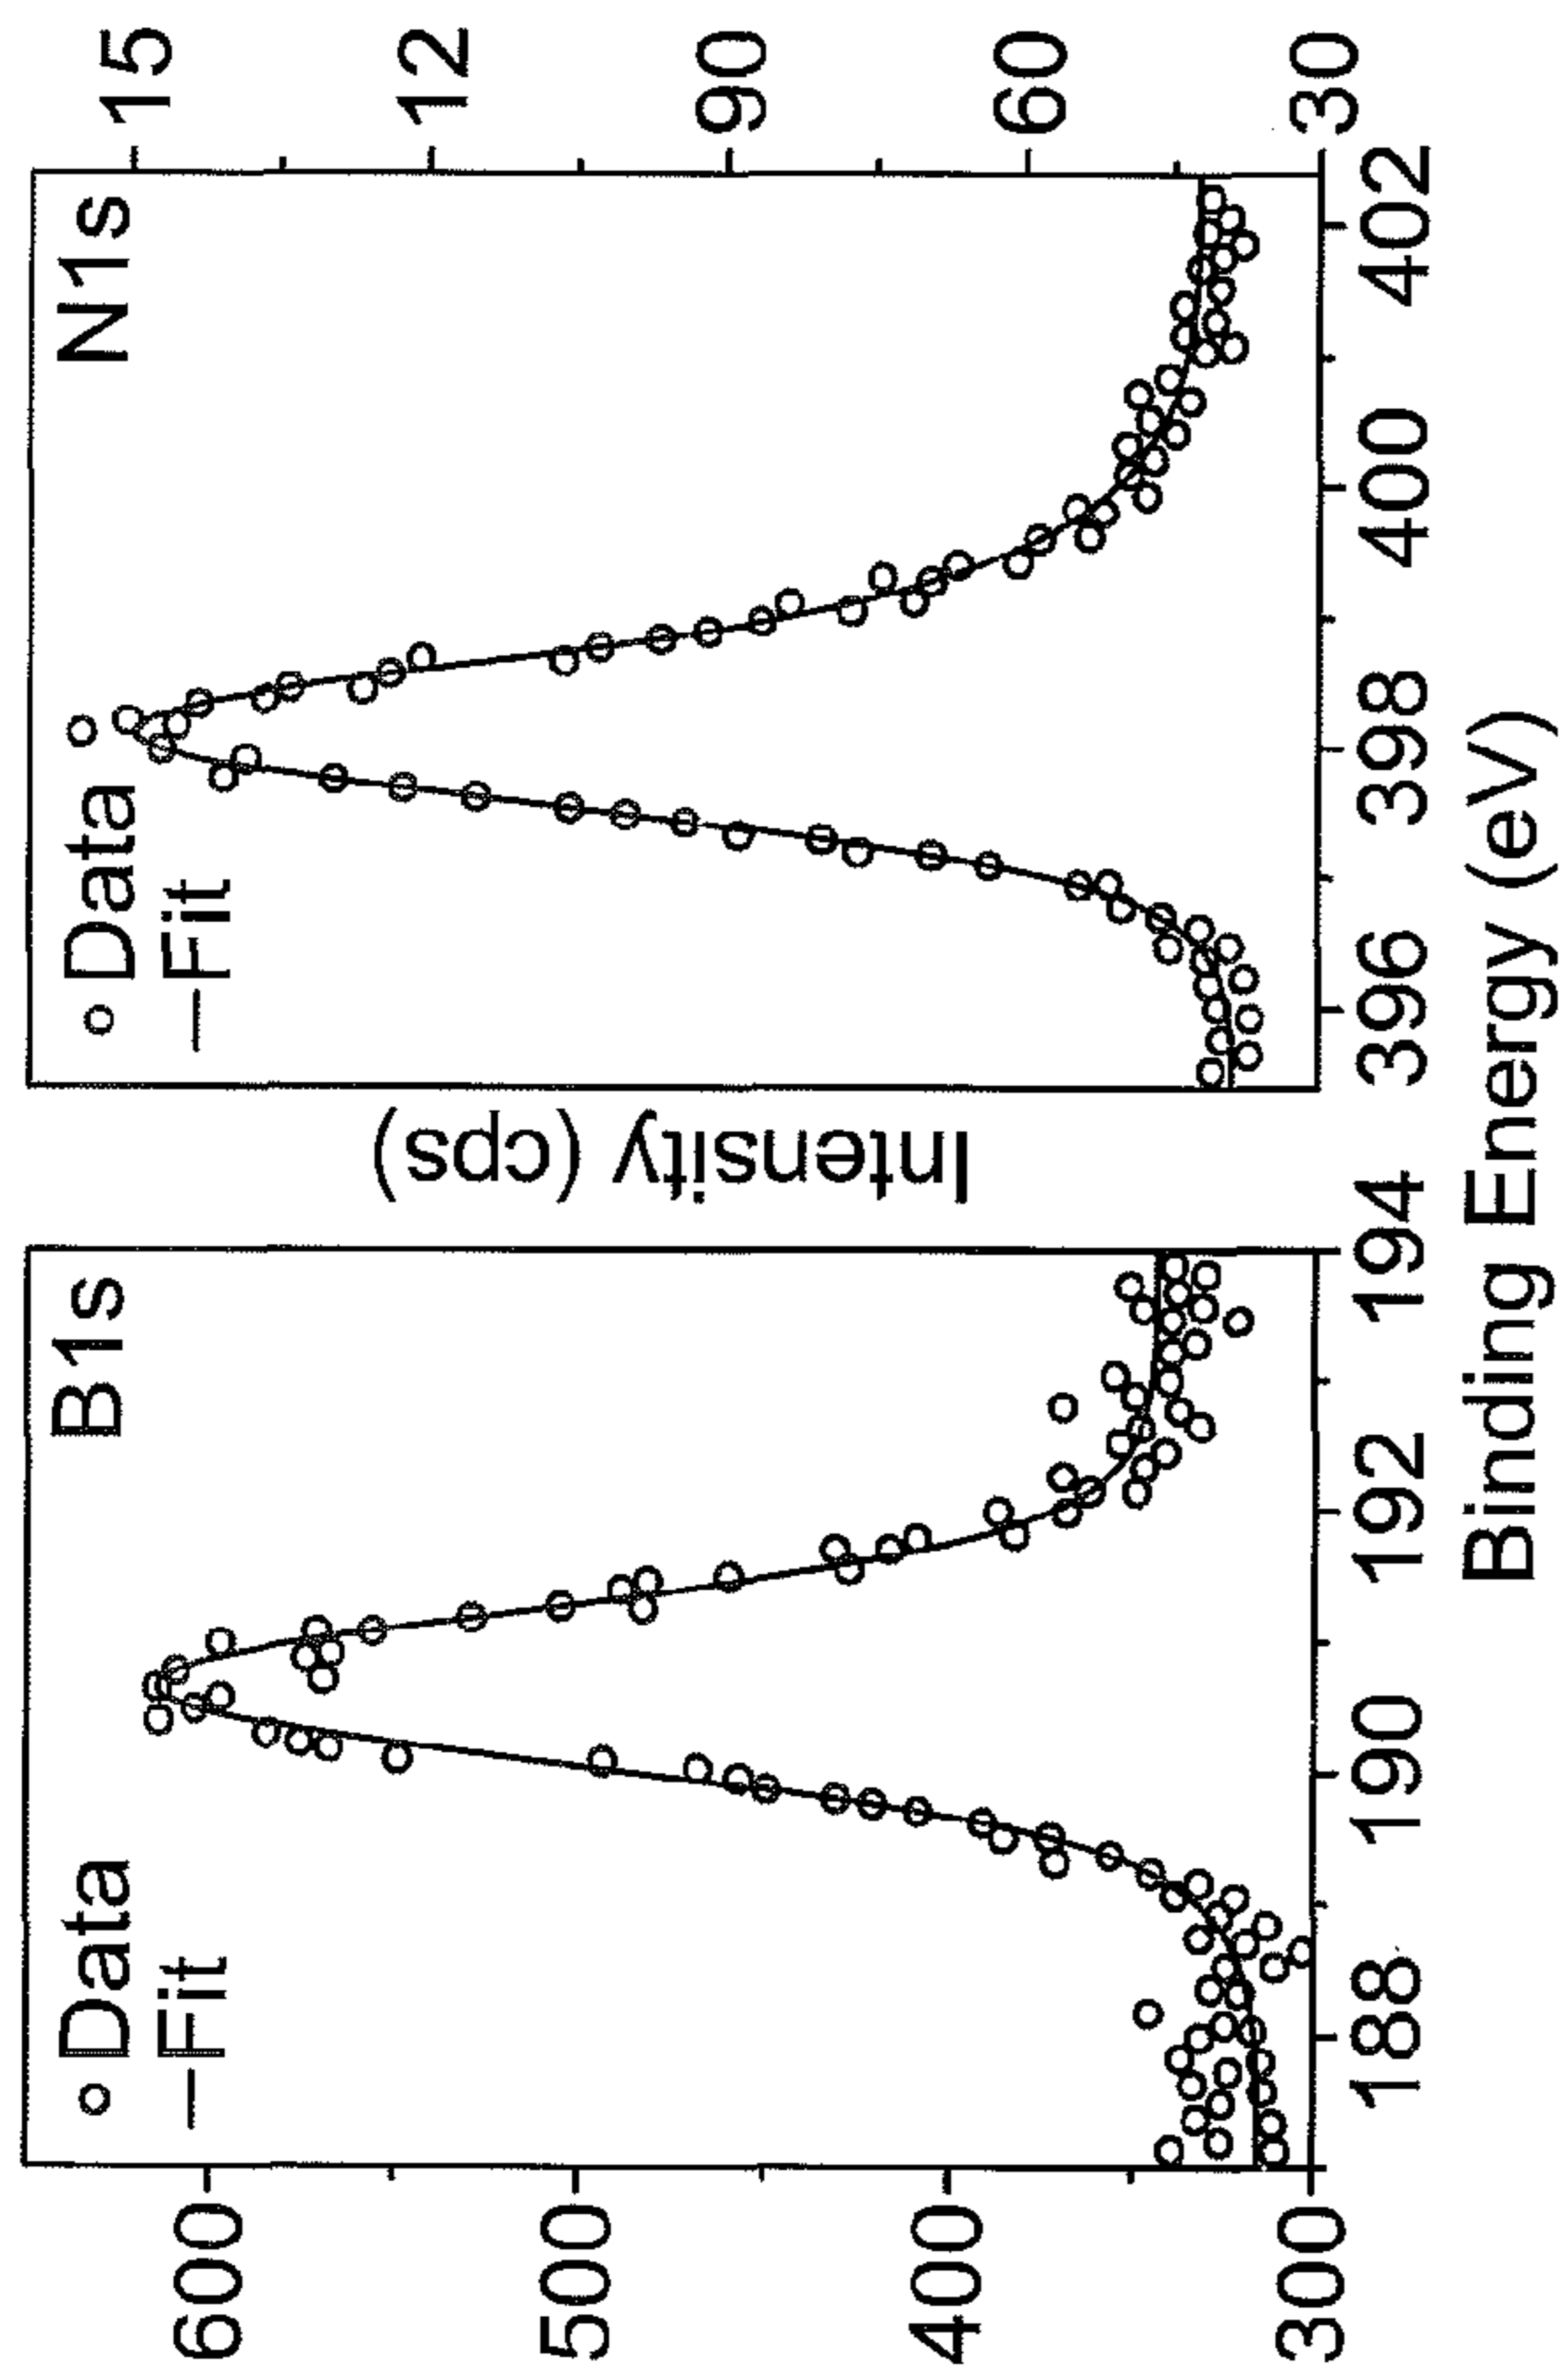 B1s
Data
Fit
600
500
400
300
188
190
192
194
Intensity (cps)
N1s
Data
Fit
15
12
90
60
30
396
398
400
402
Binding Energy (eV)